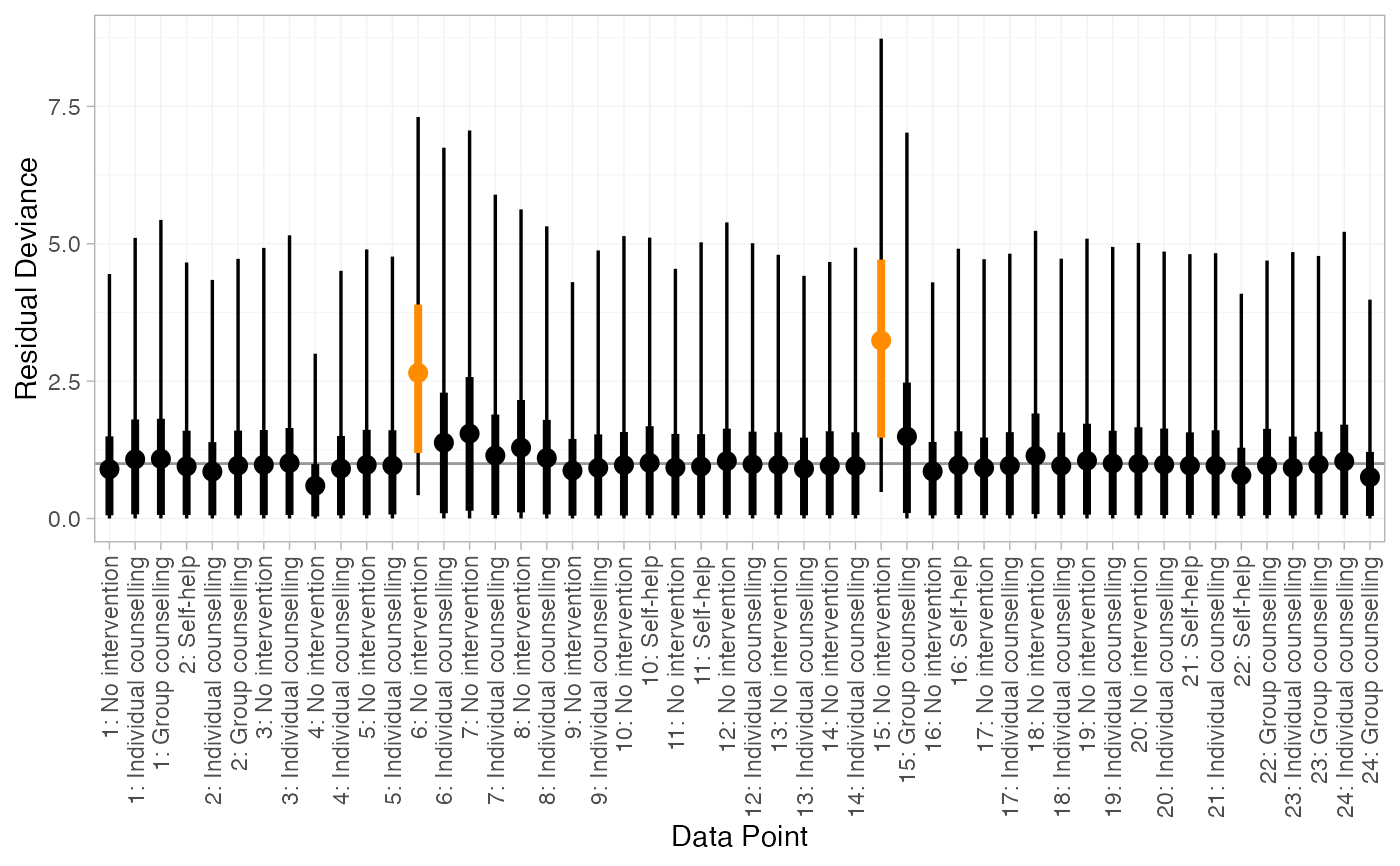 Residual Deviance
7.5
5.0
2.5
0.0
1: No intervention
1: Individual counselling
1: Group counselling
2: Self-help
2: Individual counselling
2: Group counselling
3: No intervention
3: Individual counselling
4: No intervention
4: Individual counselling
5: No intervention
5: Individual counselling
6: No intervention
6: Individual counselling
7: No intervention
7: Individual counselling
8: No intervention
8: Individual counselling
9: No intervention
9: Individual counselling
10: No intervention
10: Self-help
11: No intervention
11: Self-help
12: No intervention
12: Individual counselling
13: No intervention
13: Individual counselling
14: No intervention
14: Individual counselling
15: No intervention
15: Group counselling
16: No intervention
16: Self-help
17: No intervention
17: Individual counselling
18: No intervention
18: Individual counselling
19: No intervention
19: Individual counselling
20: No intervention
20: Individual counselling
21: Self-help
21: Individual counselling
22: Self-help
22: Group counselling
23: Individual counselling
23: Group counselling
24: Individual counselling
24: Group counselling
Data Point